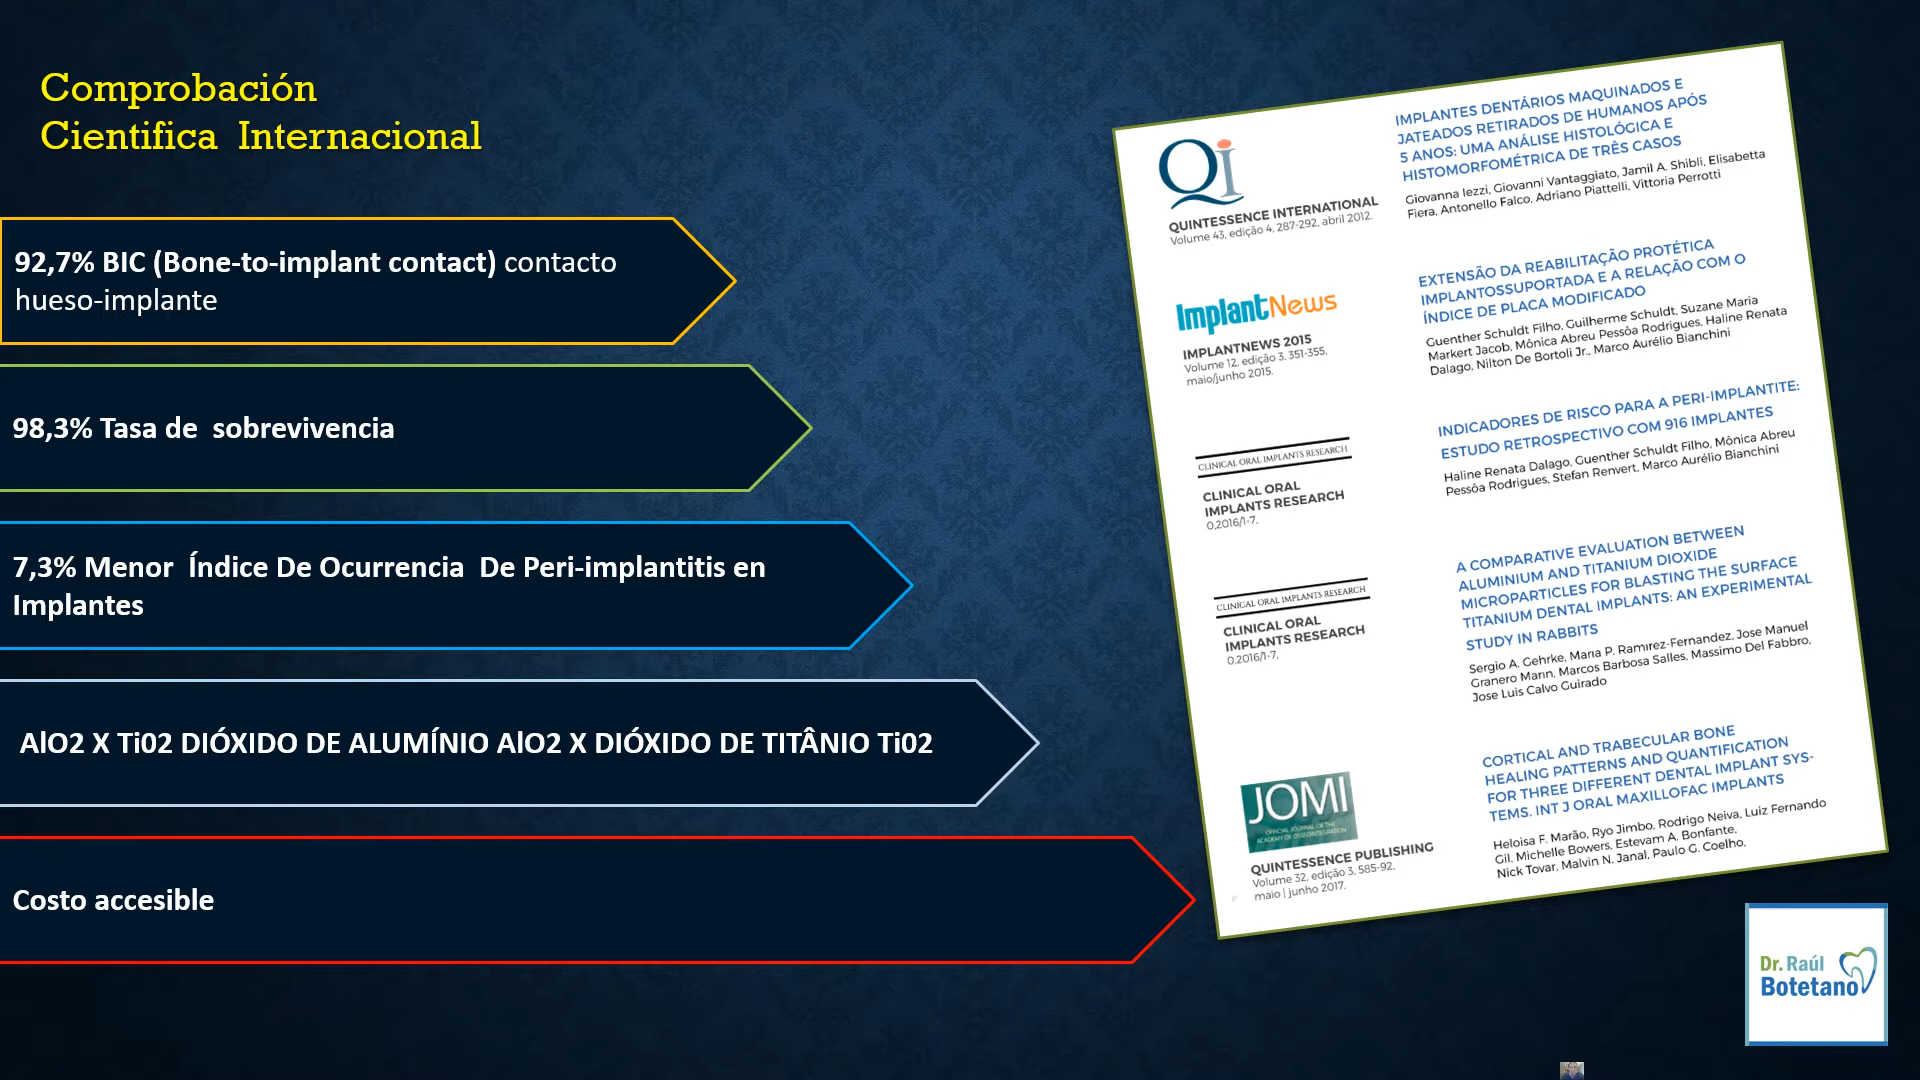 Comprobación
Cientifica Internacional
92,7% BIC (Bone-to-implant contact) contacto
hueso-implante
98,3% Tasa de sobrevivencia
7,3% Menor Índice De Ocurrencia De Peri-implantitis en
Implantes
AlO2 X Ti02 DIÓXIDO DE ALUMÍNIO AlO2 X DIÓXIDO DE TITÂNIO Ti02
Costo accesible
Qi
QUINTESSENCE INTERNATIONAL
Volume 43, edição 4, 287-292, abril 2012.
IMPLANTES DENTÁRIOS MAQUINADOS E
JATEADOS RETIRADOS DE HUMANOS APÓS
5 ANOS: UMA ANÁLISE HISTOLÓGICA E
HISTOMORFOMÉTRICA DE TRÊS CASOS
Giovanna Iezzi, Giovanni Vantaggiato, Jamil A. Shibli, Elisabetta
Fiera, Antonello Falco, Adriano Piattelli, Vittoria Perrotti
ImplantNews
IMPLANTNEWS 2015
Volume 12, edição 3, 351-355,
maio/junho 2015.
EXTENSÃO DA REABILITAÇÃO PROTÉTICA
IMPLANTOSSUPORTADA E A RELAÇÃO COM O
ÍNDICE DE PLACA MODIFICADO
Guenther Schuldt Filho, Guilherme Schuldt, Suzane Maria
Markert Jacob, Mônica Abreu Pessôa Rodrigues, Haline Renata
Dalago, Nilton De Bortoli Jr., Marco Aurélio Bianchini
CLINICAL ORAL IMPLANTS RESEARCH
CLINICAL ORAL
IMPLANTS RESEARCH
0,2016/1-7,
INDICADORES DE RISCO PARA A PERI-IMPLANTITE:
ESTUDO RETROSPECTIVO COM 916 IMPLANTES
Haline Renata Dalago, Guenther Schuldt Filho, Mônica Abreu
Pessôa Rodrigues, Stefan Renvert, Marco Aurélio Bianchini
CLINICAL ORAL IMPLANTS RESEARCH
CLINICAL ORAL
IMPLANTS RESEARCH
0,2016/1-7,
A COMPARATIVE EVALUATION BETWEEN
ALUMINIUM AND TITANIUM DIOXIDE
MICROPARTICLES FOR BLASTING THE SURFACE
TITANIUM DENTAL IMPLANTS: AN EXPERIMENTAL
STUDY IN RABBITS
Sergio A. Gehrke, Maria P. Ramirez-Fernandez, Jose Manuel
Granero Marin, Marcos Barbosa Salles, Massimo Del Fabbro,
Jose Luis Calvo Guirado
JOMI
OFFICIAL JOURNAL OF THE
ACADEMY OF OSSEOINTEGRATION
QUINTESSENCE PUBLISHING
Volume 32, edição 3, 585-92,
maio | junho 2017.
CORTICAL AND TRABECULAR BONE
HEALING PATTERNS AND QUANTIFICATION
FOR THREE DIFFERENT DENTAL IMPLANT SYS-
TEMS. INT J ORAL MAXILLOFAC IMPLANTS
Heloisa F. Marão, Ryo Jimbo, Rodrigo Neiva, Luiz Fernando
Gil, Michelle Bowers, Estevam A. Bonfante,
Nick Tovar, Malvin N. Janal, Paulo G. Coelho,
Dr. Raúl
Botetano